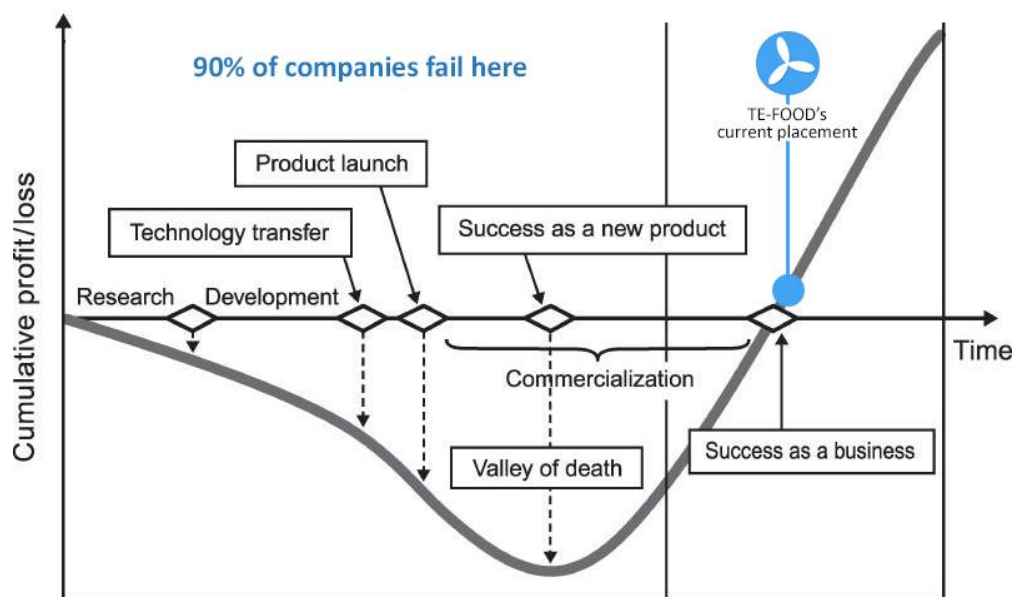 90% of companies fail here
TE-FOOD's
current placement
Product launch
Technology transfer
Success as a new product
Research
Development
Time
Commercialization
Success as a business
Valley of death
Cumulative profit/loss